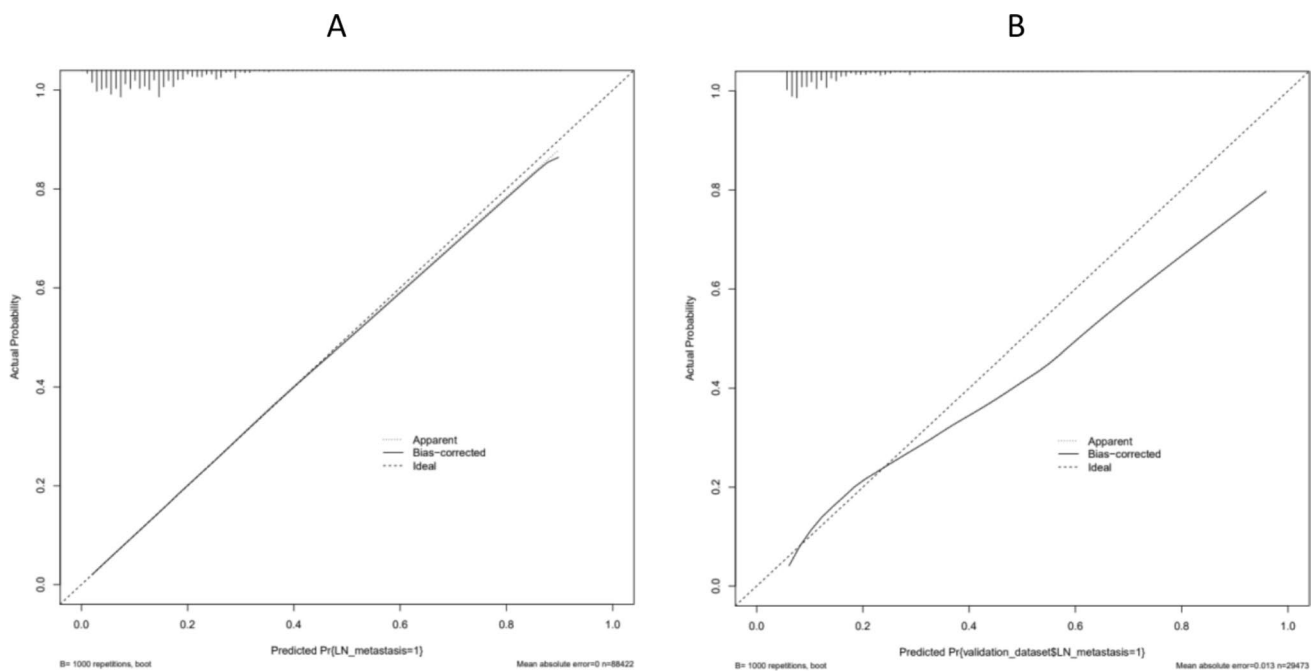 A
1.0
0.8
0.6
0.4
0.2
0.0
Actual Probability
Apparent
Bias-corrected
Ideal
0.0 0.2 0.4 0.6 0.8 1.0
Predicted Pr{LN_metastasis=1}
B= 1000 repetitions, boot
Mean absolute error=0 n=88422
B
1.0
0.8
0.6
0.4
0.2
0.0
Actual Probability
Apparent
Bias-corrected
Ideal
0.0 0.2 0.4 0.6 0.8 1.0
Predicted Pr{validation_dataset$LN_metastasis=1}
B= 1000 repetitions, boot
Mean absolute error=0.013 n=29473